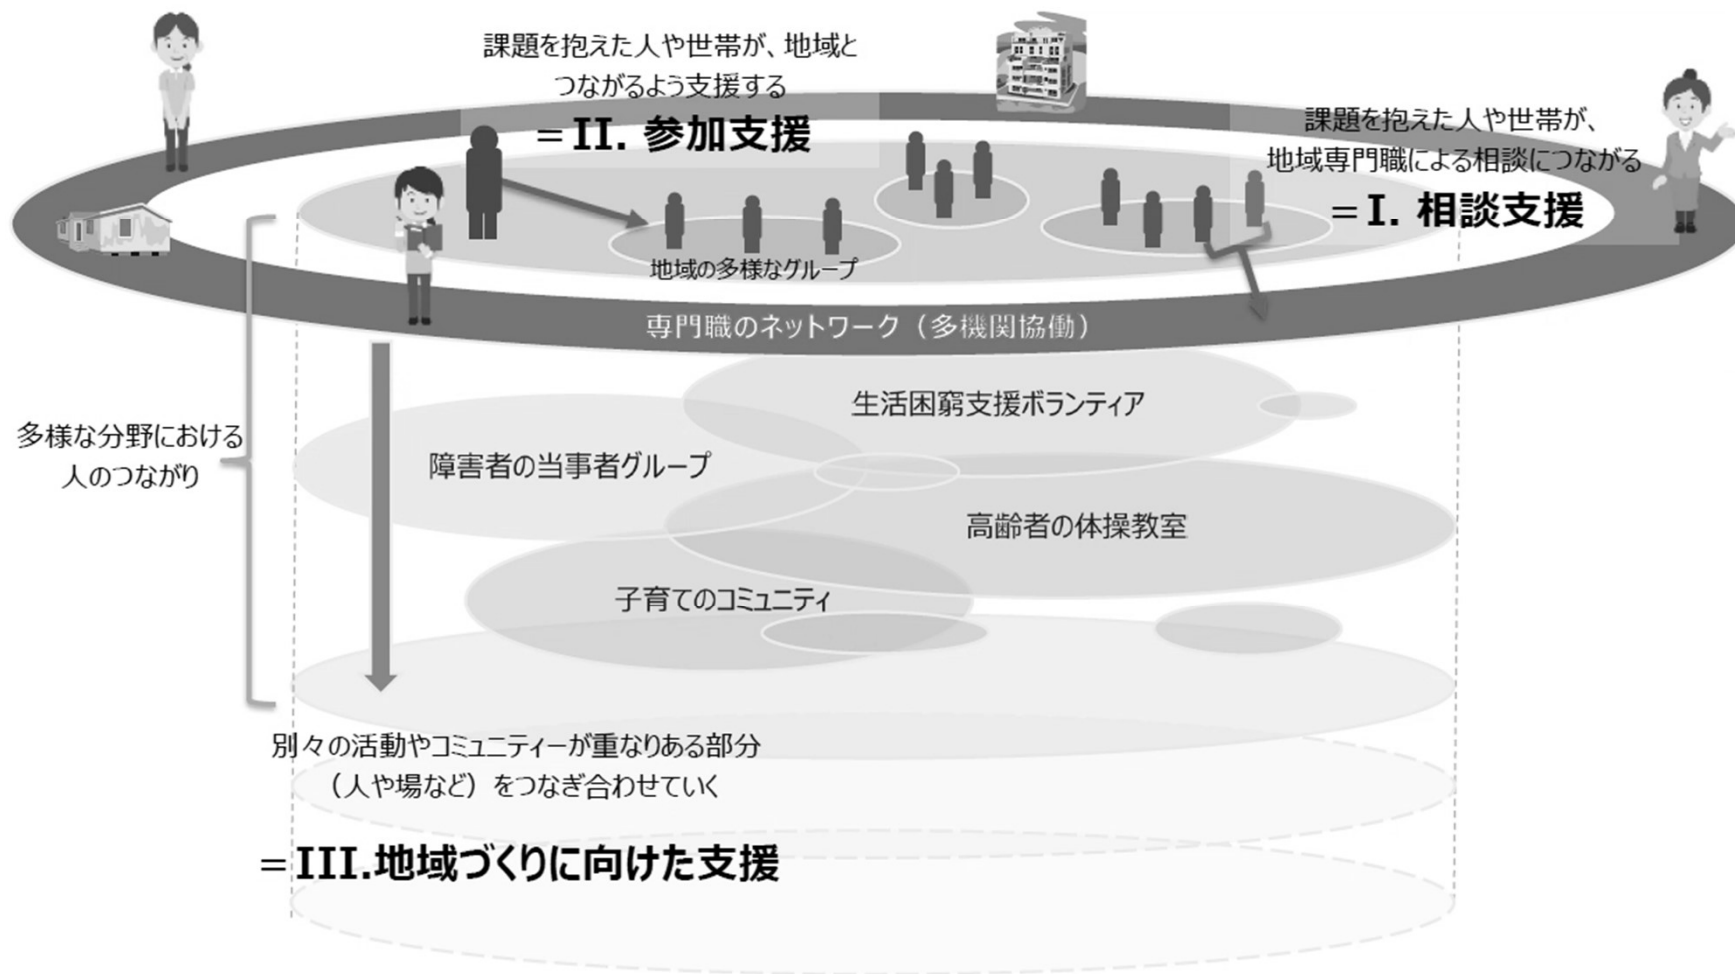 課題を抱えた人や世帯が、地域と
つながるよう支援する
=II. 参加支援
課題を抱えた人や世帯が、
地域専門職による相談につながる
=I. 相談支援
地域の多様なグループ
専門職のネットワーク（多機関協働）
多様な分野における
人のつながり
生活困窮支援ボランティア
障害者の当事者グループ
高齢者の体操教室
子育てのコミュニティ
別々の活動やコミュニティーが重なりある部分
（人や場など）をつなぎ合わせていく
=III.地域づくりに向けた支援